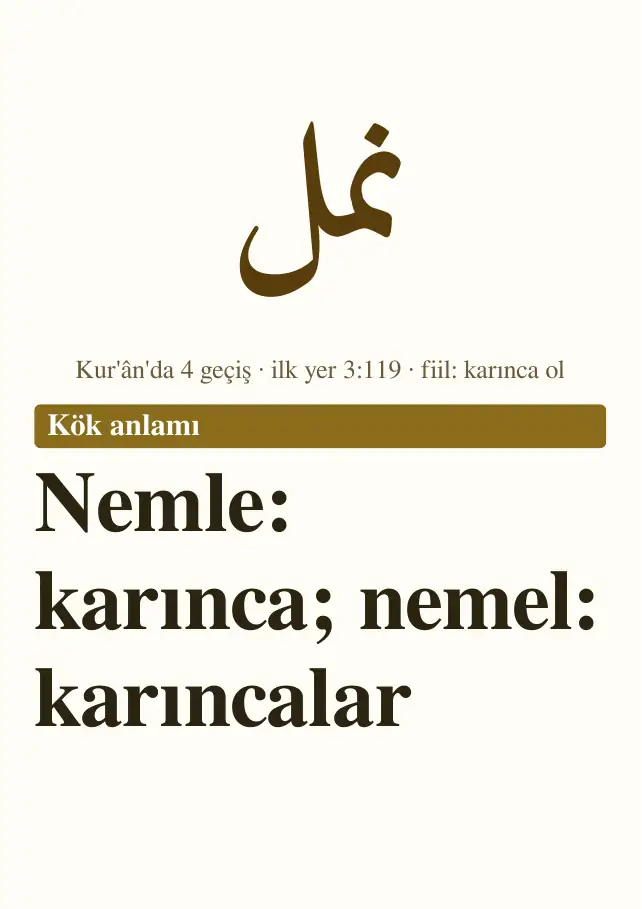 نمل
Kur'ân'da 4 geçiş · ilk yer 3:119 · fiil: karınca ol
Kök anlamı
Nemle:
karınca; nemel:
karıncalar